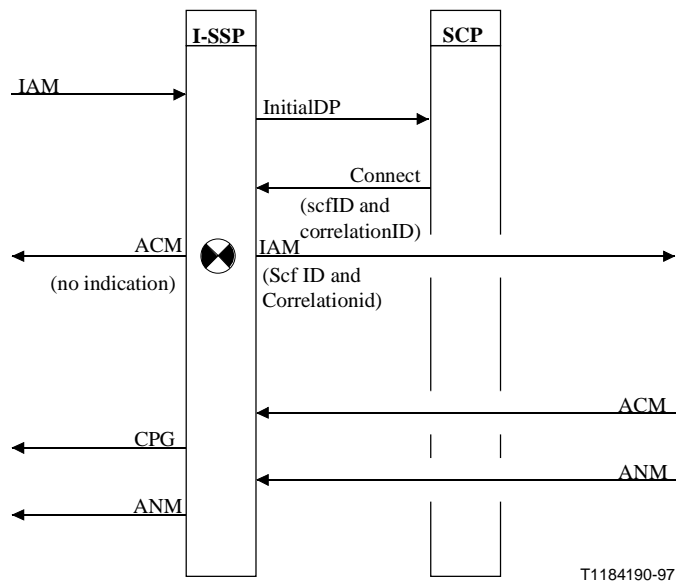 I-SSP
SCP
IAM
InitialDP
Connect
(scfID and
correlationID)
ACM
IAM
(no indication)
(Scf ID and
Correlationid)
ACM
CPG
ANM
ANM
T1184190-97